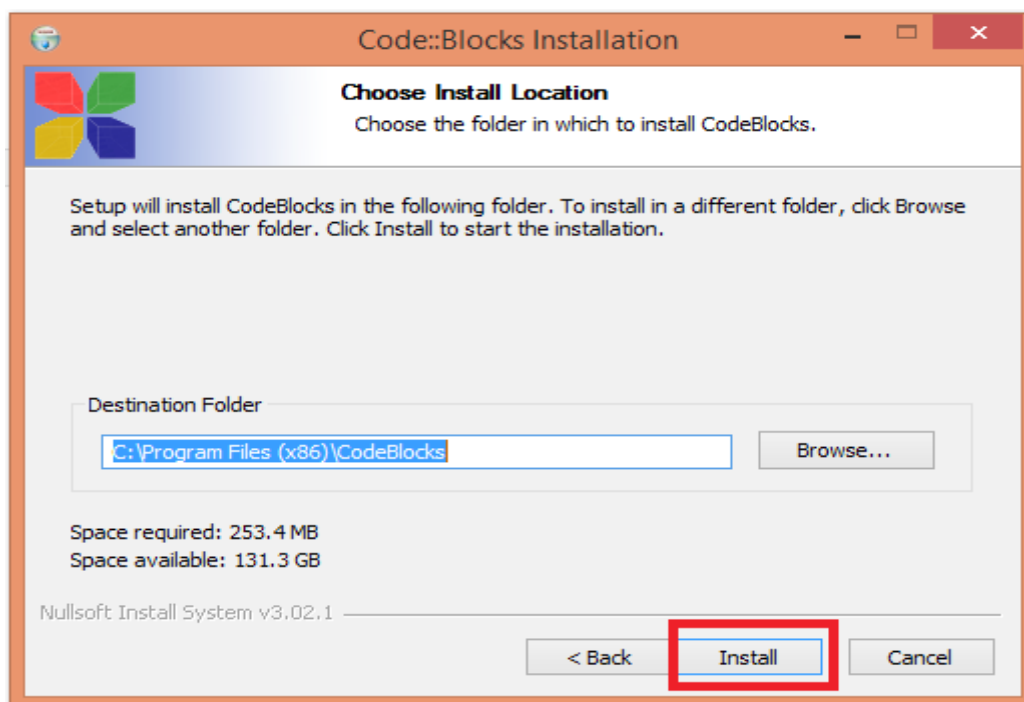 Code::Blocks Installation
Choose Install Location
Choose the folder in which to install CodeBlocks.
Setup will install CodeBlocks in the following folder. To install in a different folder, click Browse
and select another folder. Click Install to start the installation.
Destination Folder
C:\Program Files (x86)\CodeBlocks
Browse...
Space required: 253.4 MB
Space available: 131.3 GB
Nullsoft Install System v3.02.1
< Back
Install
Cancel